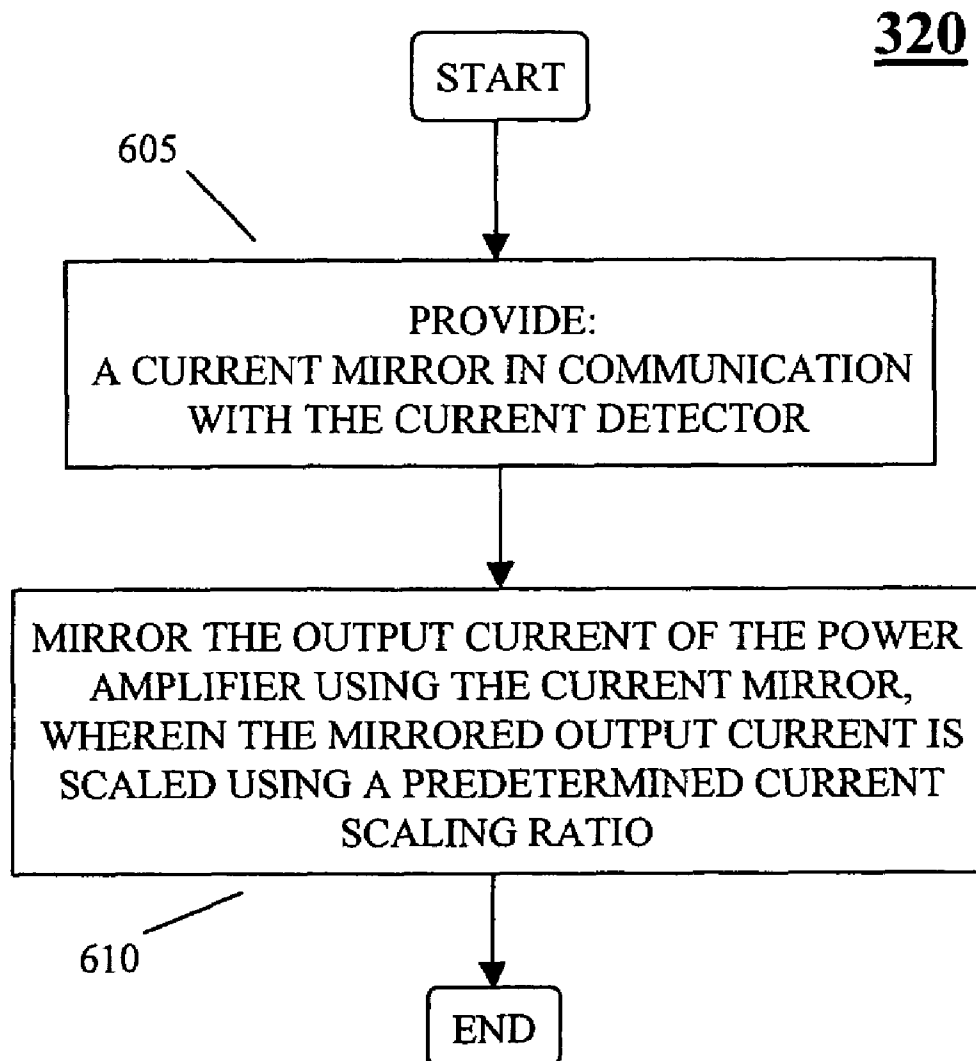 320
START
605
PROVIDE:
A CURRENT MIRROR IN COMMUNICATION
WITH THE CURRENT DETECTOR
MIRROR THE OUTPUT CURRENT OF THE POWER
AMPLIFIER USING THE CURRENT MIRROR,
WHEREIN THE MIRRORED OUTPUT CURRENT IS
SCALED USING A PREDETERMINED CURRENT
SCALING RATIO
610
END